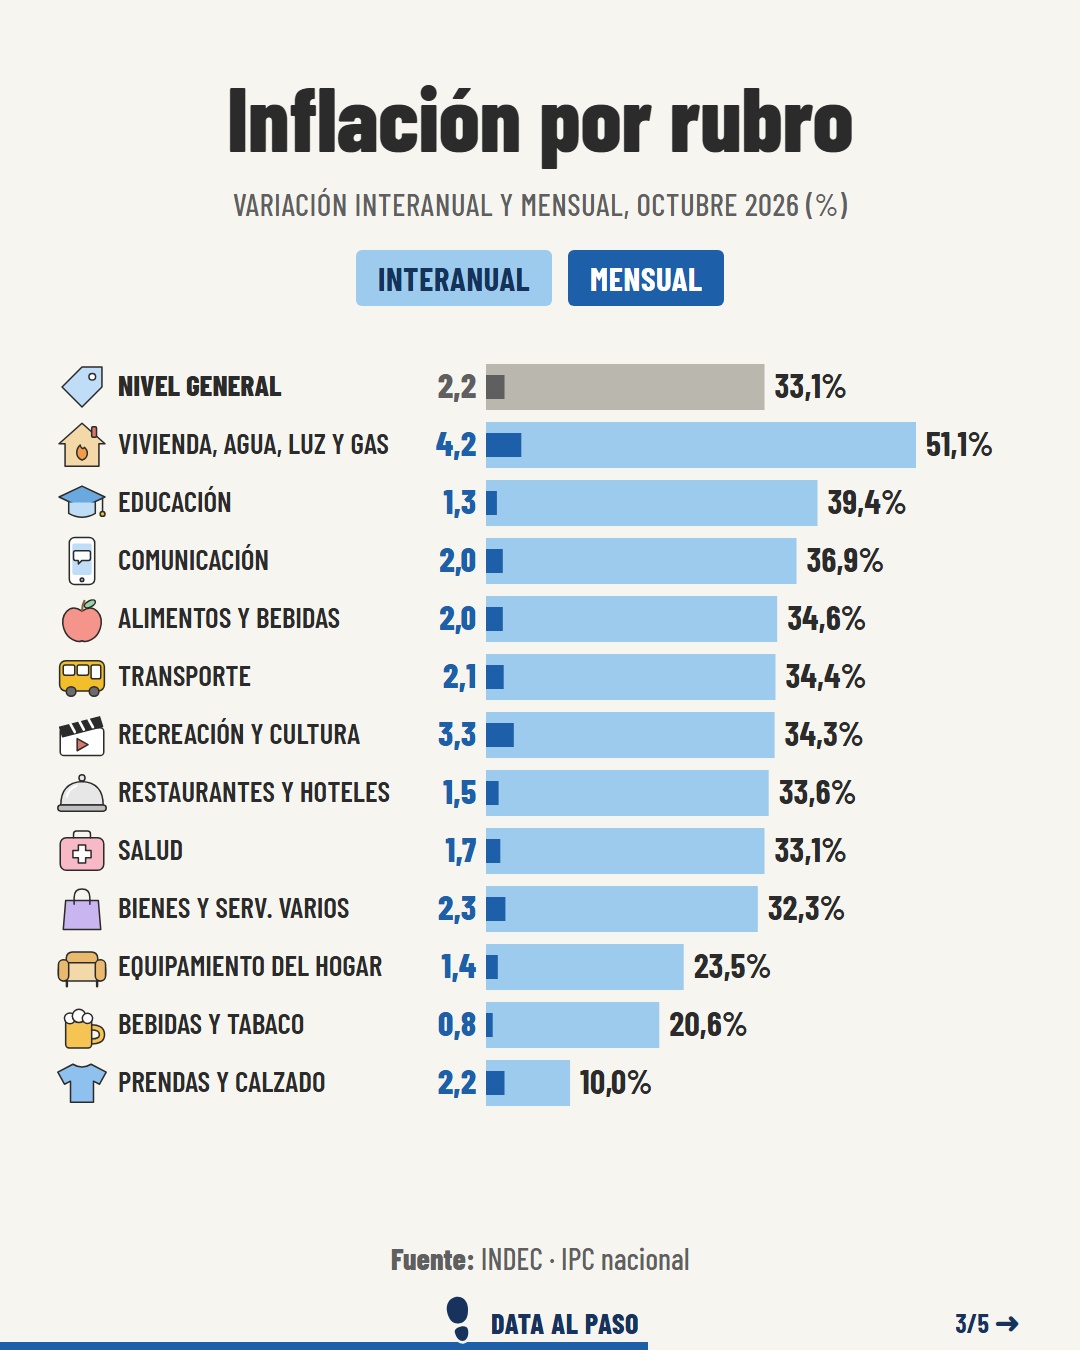 Inflación por rubro
VARIACIÓN INTERANUAL Y MENSUAL, OCTUBRE 2026 (%)
INTERANUAL MENSUAL
NIVEL GENERAL 2,2 33,1%
VIVIENDA, AGUA, LUZ Y GAS 4,2 51,1%
EDUCACIÓN 1,3 39,4%
COMUNICACIÓN 2,0 36,9%
ALIMENTOS Y BEBIDAS 2,0 34,6%
TRANSPORTE 2,1 34,4%
RECREACIÓN Y CULTURA 3,3 34,3%
RESTAURANTES Y HOTELES 1,5 33,6%
SALUD 1,7 33,1%
BIENES Y SERV. VARIOS 2,3 32,3%
EQUIPAMIENTO DEL HOGAR 1,4 23,5%
BEBIDAS Y TABACO 0,8 20,6%
PRENDAS Y CALZADO 2,2 10,0%
Fuente: INDEC · IPC nacional
DATA AL PASO
3/5 →